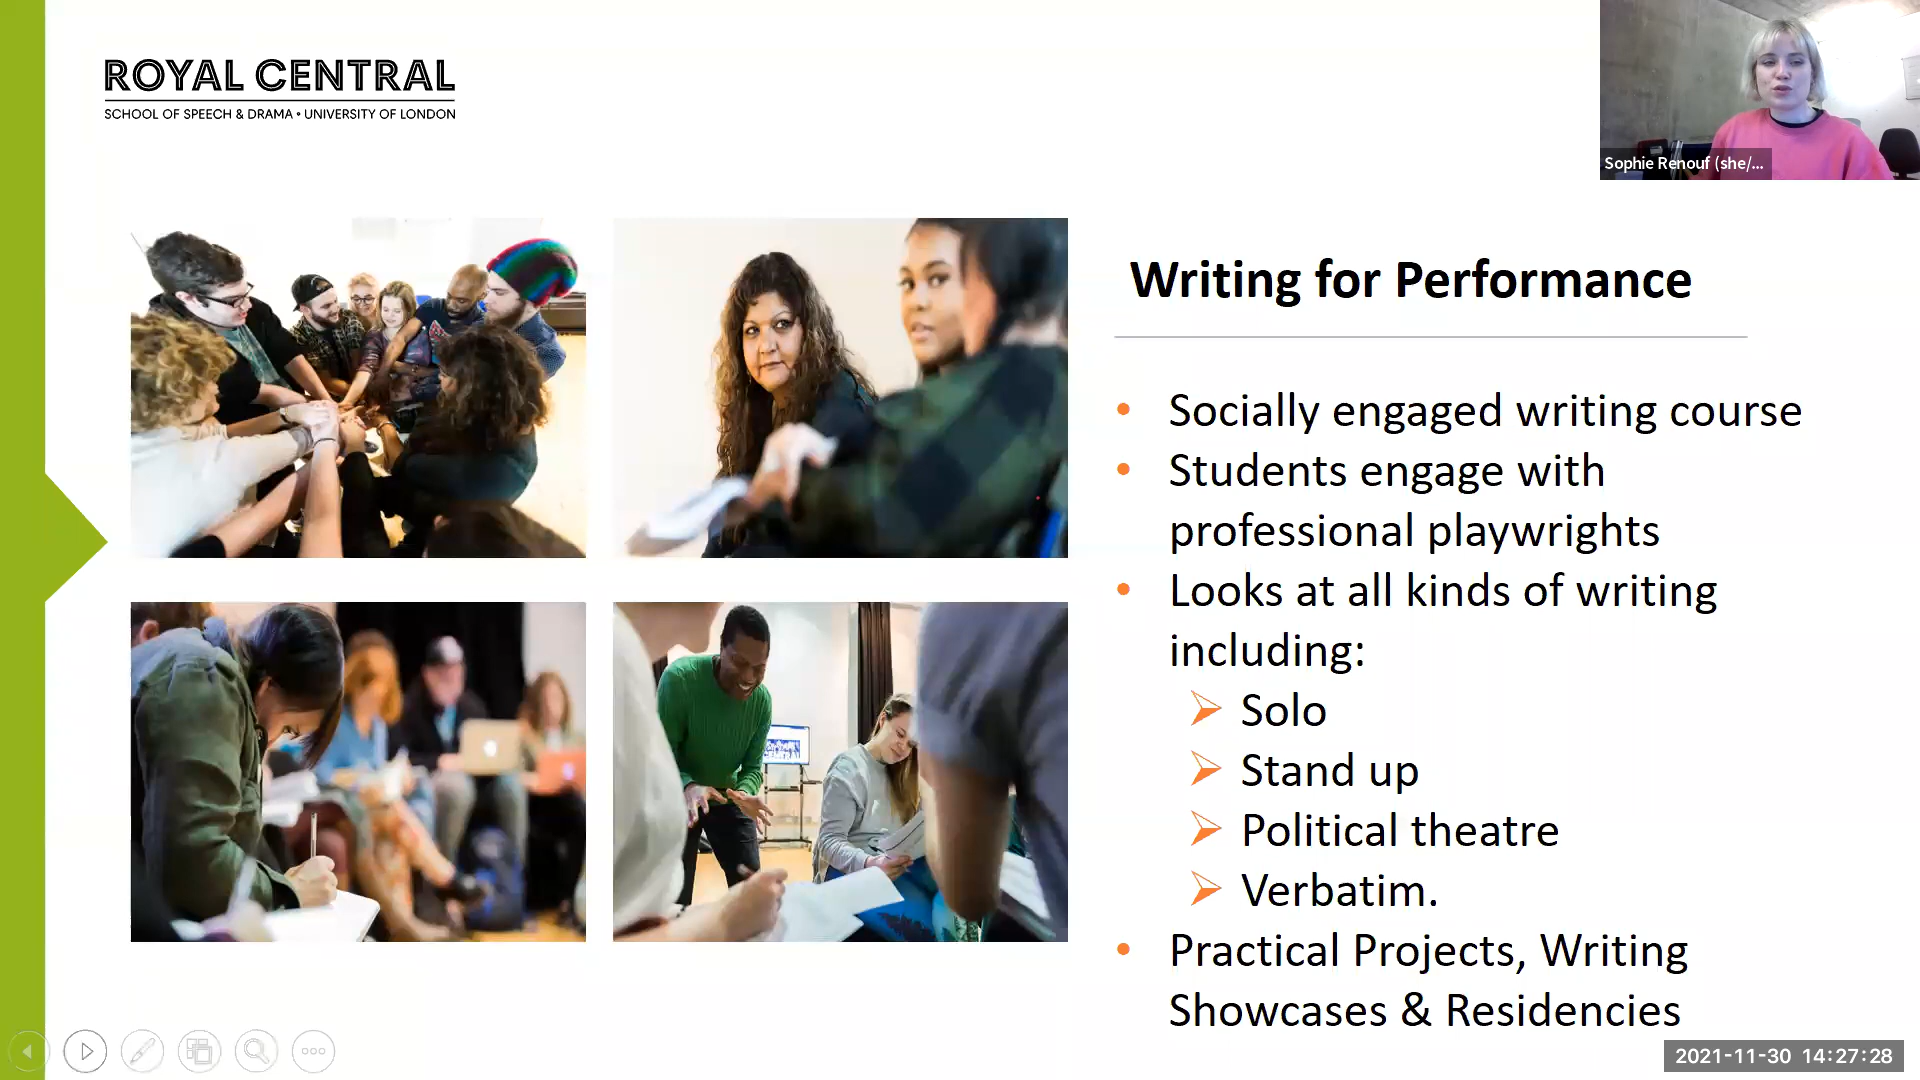 ROYAL CENTRAL
SCHOOL OF SPEECH & DRAMA • UNIVERSITY OF LONDON
Sophie Renouf (she/...
Writing for Performance
• Socially engaged writing course
• Students engage with
professional playwrights
• Looks at all kinds of writing
including:
➢ Solo
➢ Stand up
➢ Political theatre
➢ Verbatim.
• Practical Projects, Writing
Showcases & Residencies
2021-11-30 14:27:28